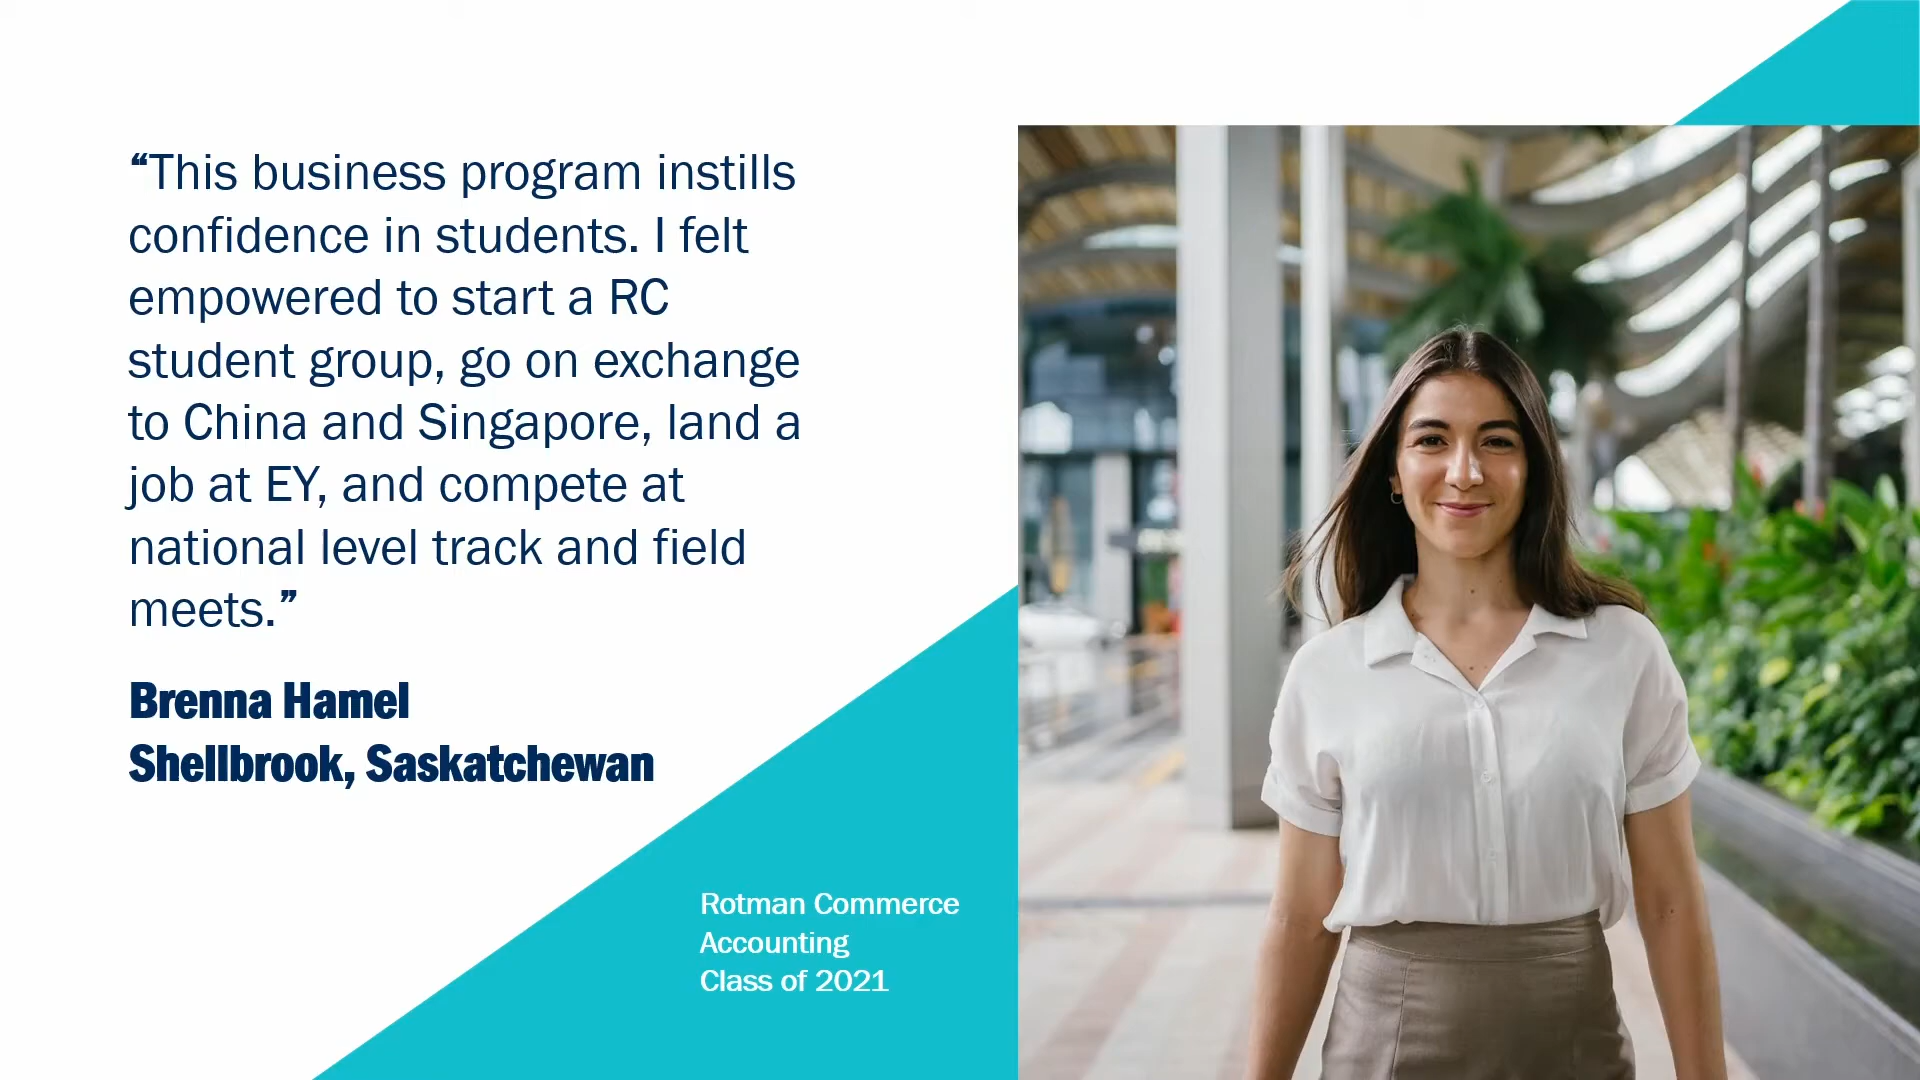 “This business program instills
confidence in students. I felt
empowered to start a RC
student group, go on exchange
to China and Singapore, land a
job at EY, and compete at
national level track and field
meets.”
Brenna Hamel
Shellbrook, Saskatchewan
Rotman Commerce
Accounting
Class of 2021